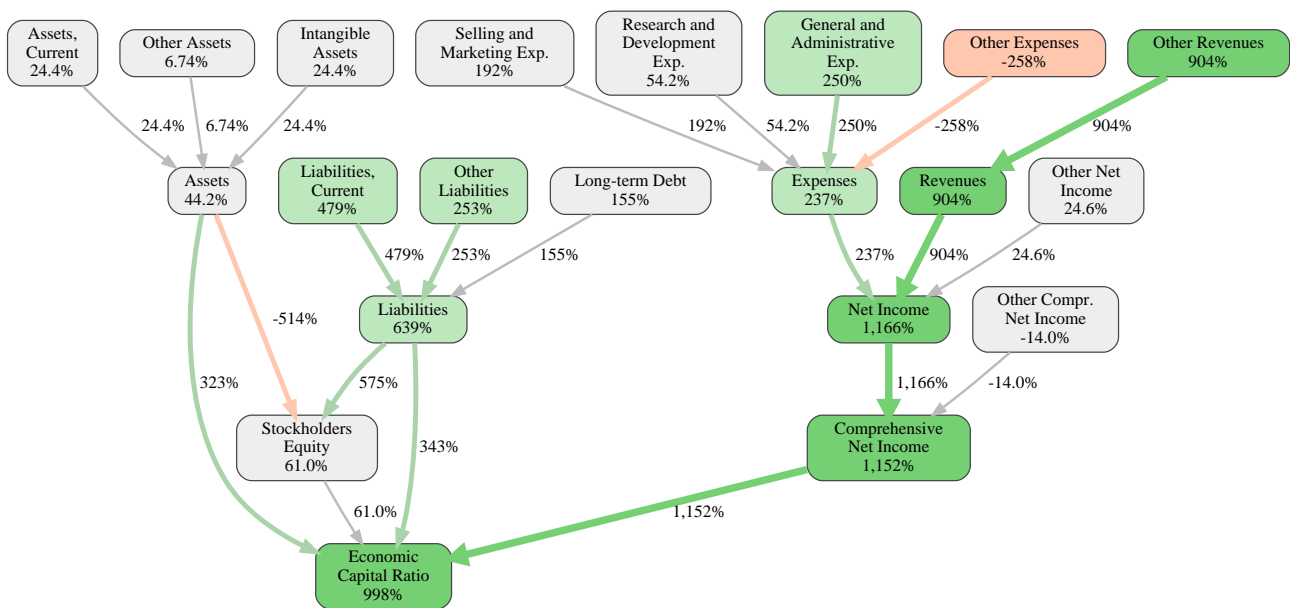 Assets,
Current
24.4%
Other Assets
6.74%
Intangible
Assets
24.4%
Selling and
Marketing Exp.
192%
Research and
Development
Exp.
54.2%
General and
Administrative
Exp.
250%
Other Expenses
-258%
Other Revenues
904%
24.4%
6.74%
24.4%
192%
54.2%
250%
-258%
904%
Assets
44.2%
Liabilities,
Current
479%
Other
Liabilities
253%
Long-term Debt
155%
Expenses
237%
Revenues
904%
Other Net
Income
24.6%
479%
253%
155%
237%
904%
24.6%
-514%
Liabilities
639%
Net Income
1,166%
Other Compr.
Net Income
-14.0%
323%
575%
1,166%
-14.0%
Stockholders
Equity
61.0%
343%
Comprehensive
Net Income
1,152%
61.0%
1,152%
Economic
Capital Ratio
998%